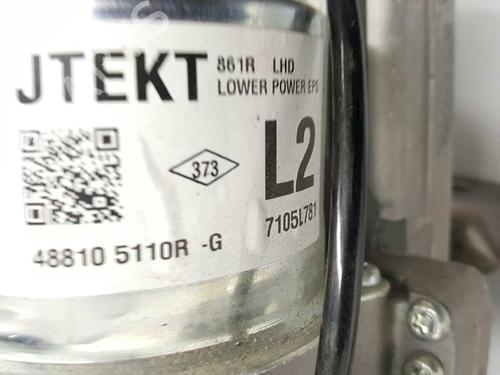 JTEKT
861R LHD
LOWER POWER EPS
373
L2
7105L781
48810 5110R -G